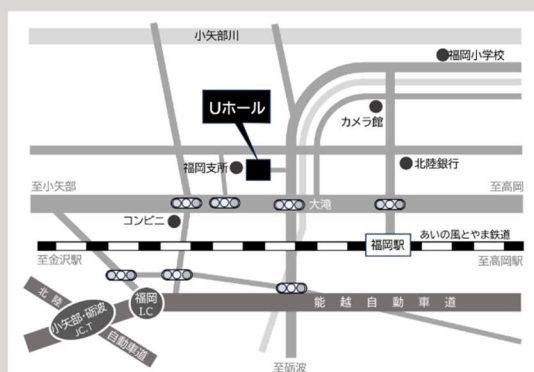 小矢部川
福岡小学校
Uホール
カメラ館
福岡支所
北陸銀行
至小矢部
大滝
至高岡
コンビニ
あいの風とやま鉄道
福岡駅
至金沢駅
至高岡駅
北陸
自動車道
小矢部・砺波
JC.T
福岡
I.C
能越自動車道
至砺波